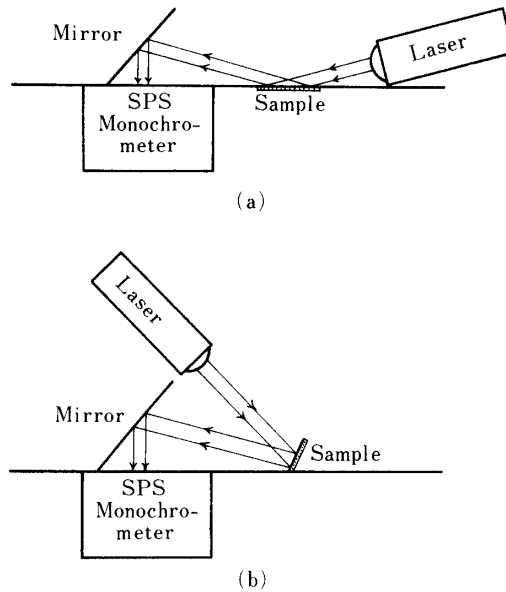 Mirror
Laser
SPS
Monochro-
meter
Sample
(a)
Laser
Mirror
Sample
SPS
Monochro-
meter
(b)